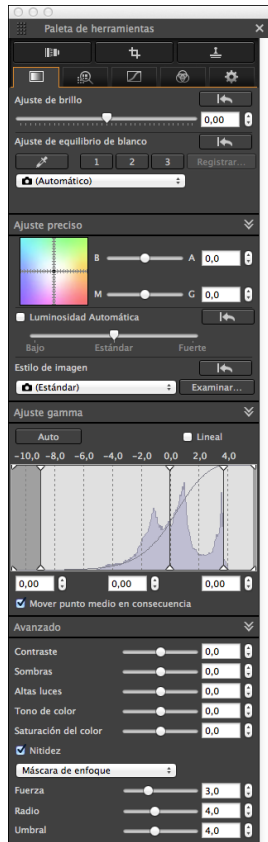 Paleta de herramientas
Ajuste de brillo
0,00
Ajuste de equilibrio de blanco
1 2 3 Registrar...
(Automático)
Ajuste preciso
B A 0,0
M G 0,0
Luminosidad Automática
Bajo Estándar Fuerte
Estilo de imagen
(Estándar) Examinar...
Ajuste gamma
Auto Lineal
-10,0 -8,0 -6,0 -4,0 -2,0 0,0 2,0 4,0
0,00 0,00 0,00
Mover punto medio en consecuencia
Avanzado
Contraste 0,0
Sombras 0,0
Altas luces 0,0
Tono de color 0,0
Saturación del color 0,0
Nitidez
Máscara de enfoque
Fuerza 3,0
Radio 4,0
Umbral 4,0